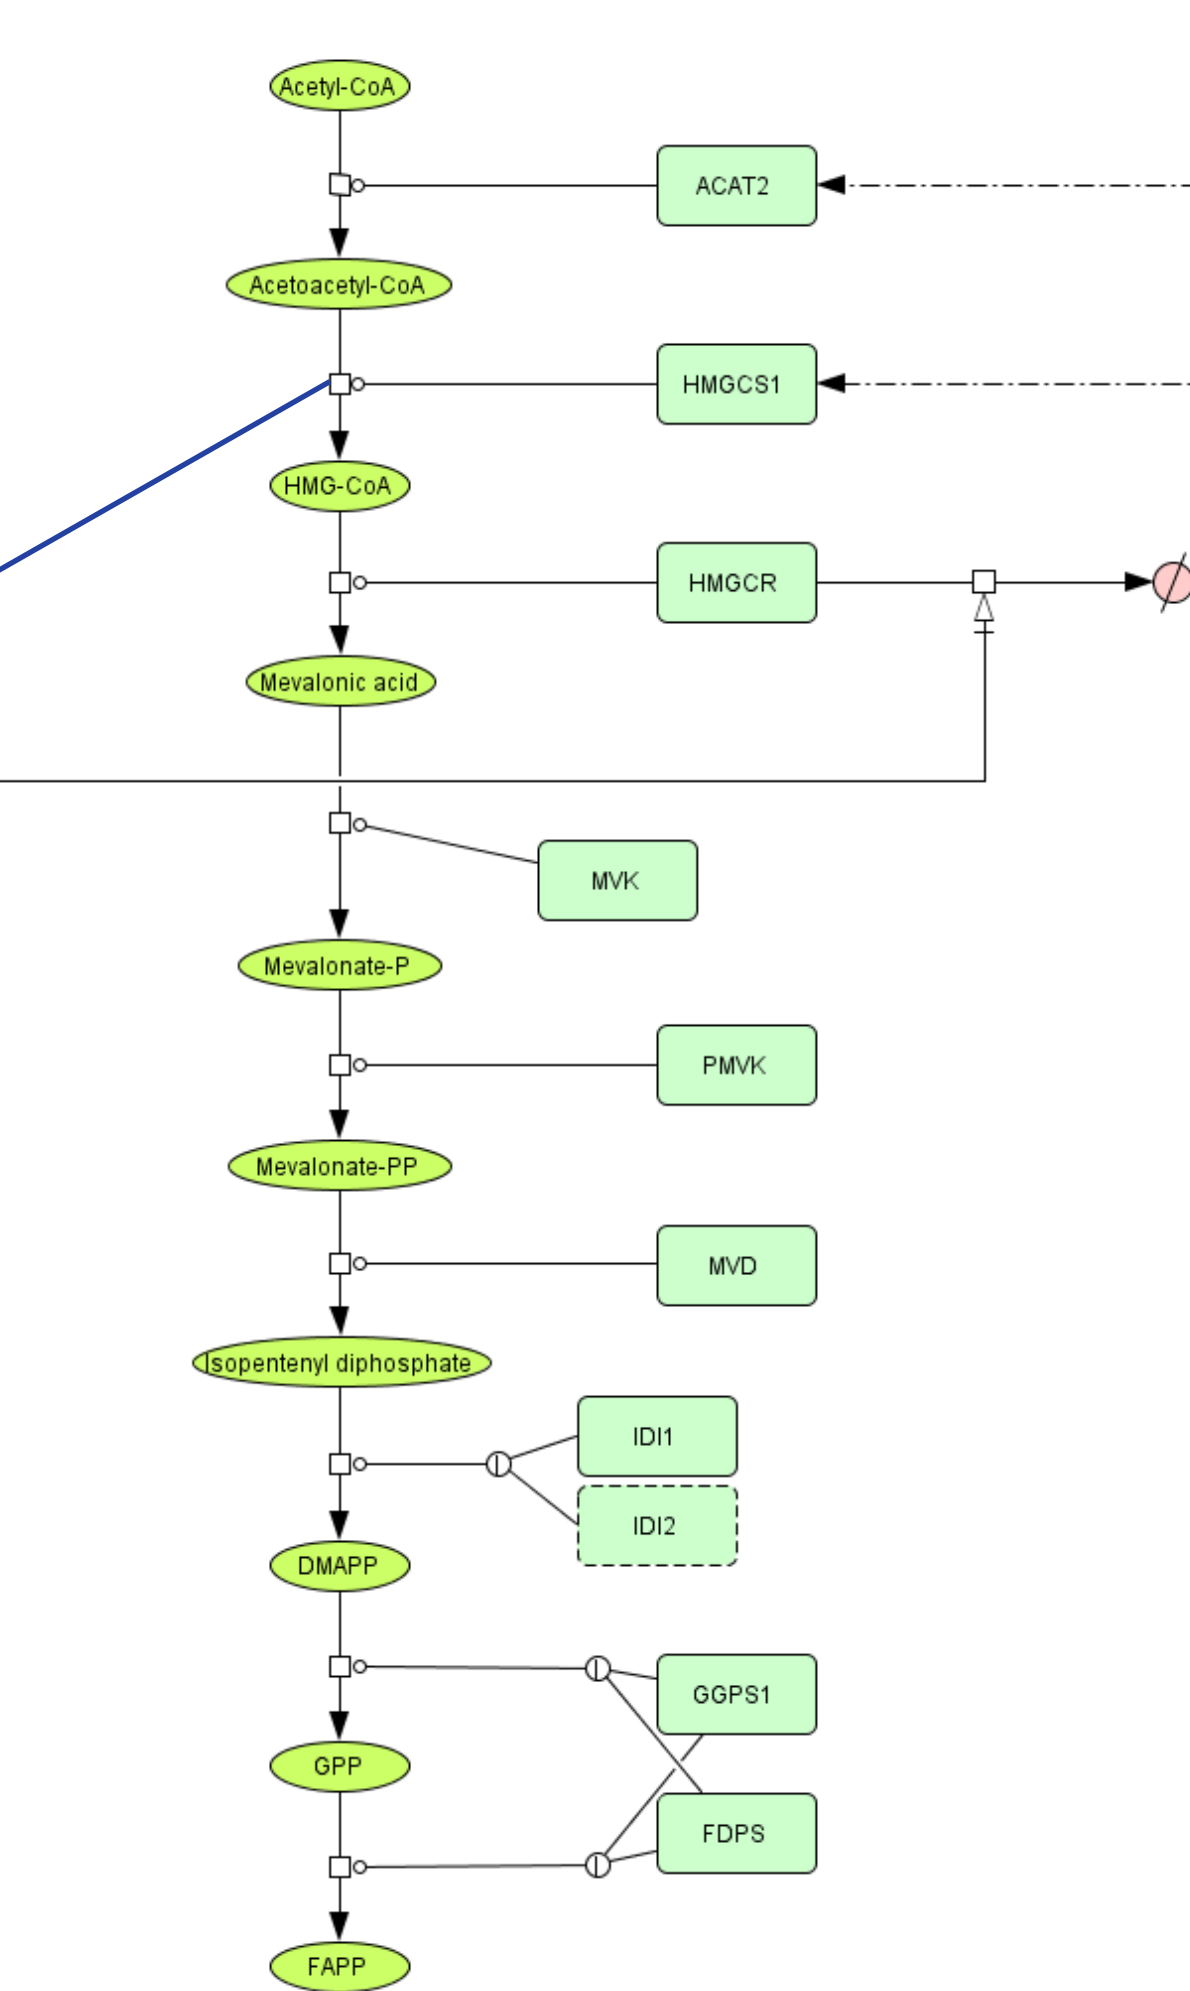 Acetyl-CoA
ACAT2
Acetoacetyl-CoA
HMGCS1
HMG-CoA
HMGCR
Mevalonic acid
MVK
Mevalonate-P
PMVK
Mevalonate-PP
MVD
Isopentenyl diphosphate
IDI1
IDI2
DMAPP
GGPS1
GPP
FDPS
FAPP